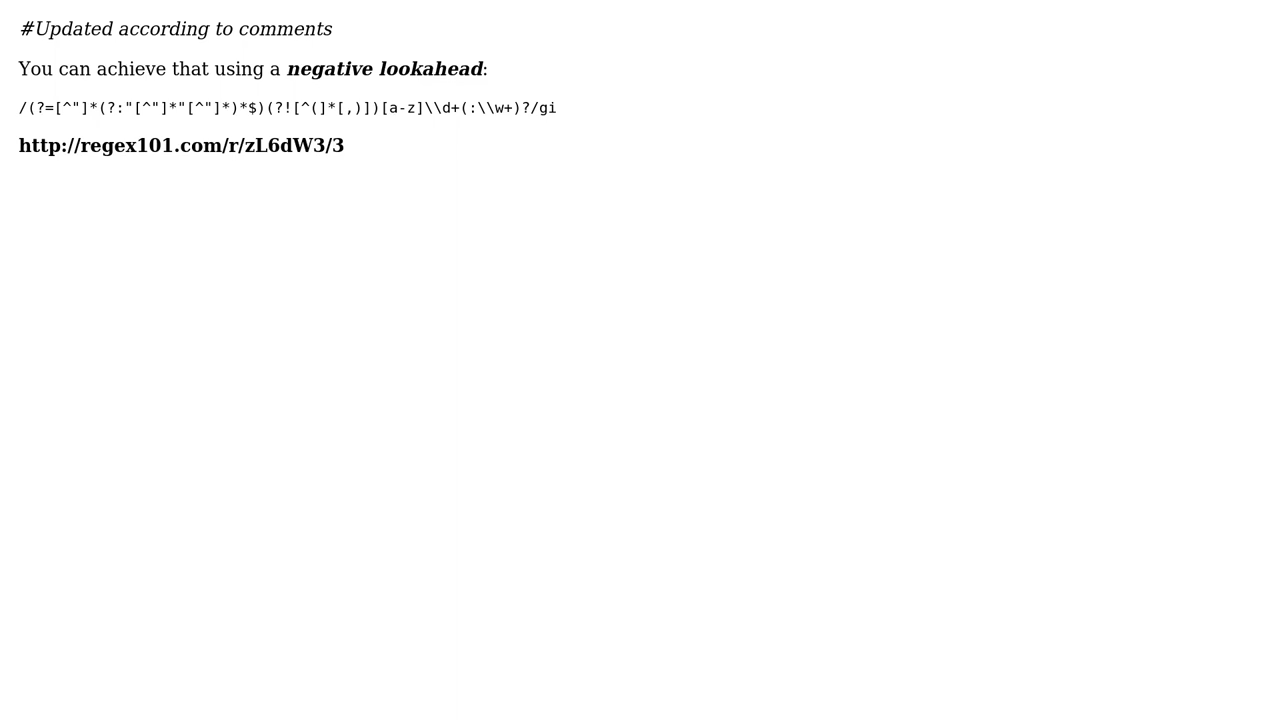 #Updated according to comments
You can achieve that using a negative lookahead:
/(?=[^"]*(?:"[^"]*"[^"]*)*$)(?![^(]*[,)])[a-z]\\d+(:\\w+)?/gi
http://regex101.com/r/zL6dW3/3